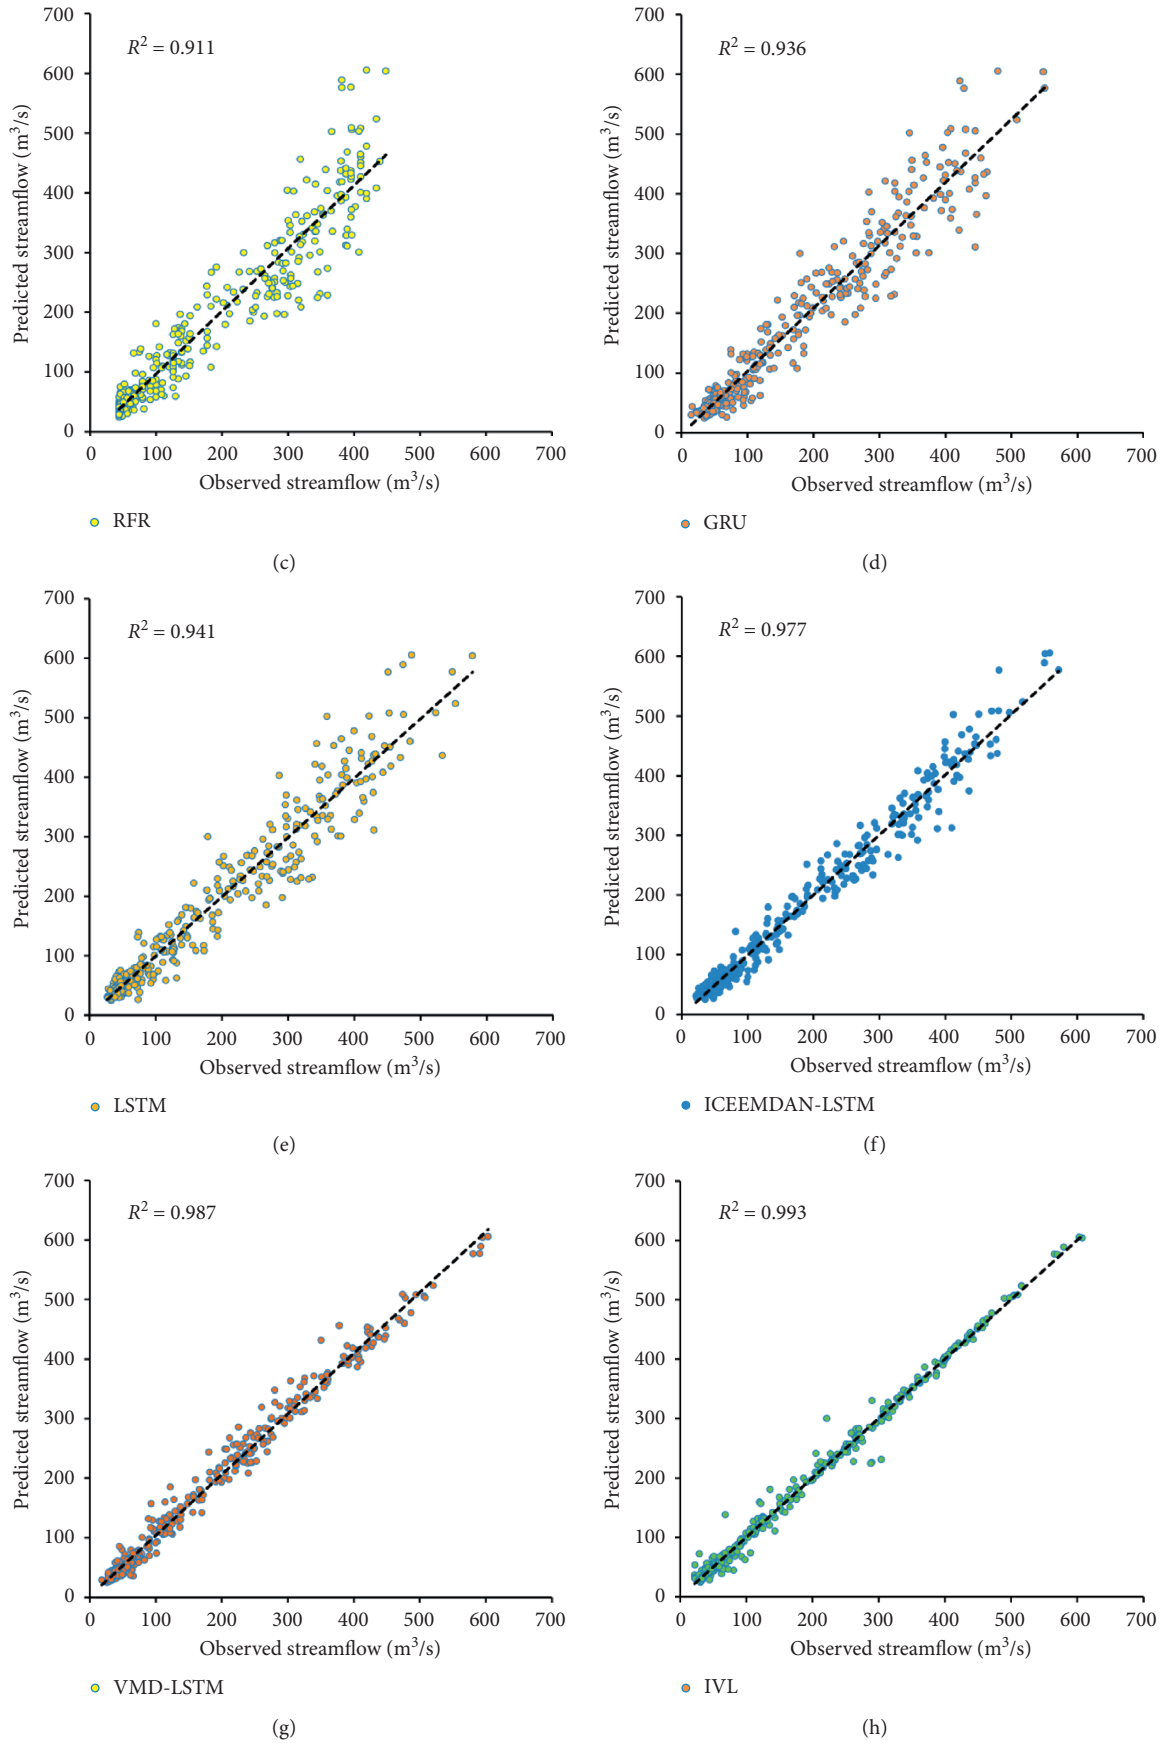 700
600
500
400
300
200
100
0
Predicted streamflow (m³/s)
R² = 0.911
0 100 200 300 400 500 600 700
Observed streamflow (m³/s)
RFR
(c)
700
600
500
400
300
200
100
0
Predicted streamflow (m³/s)
R² = 0.936
0 100 200 300 400 500 600 700
Observed streamflow (m³/s)
GRU
(d)
700
600
500
400
300
200
100
0
Predicted streamflow (m³/s)
R² = 0.941
0 100 200 300 400 500 600 700
Observed streamflow (m³/s)
LSTM
(e)
700
600
500
400
300
200
100
0
Predicted streamflow (m³/s)
R² = 0.977
0 100 200 300 400 500 600 700
Observed streamflow (m³/s)
ICEEMDAN-LSTM
(f)
700
600
500
400
300
200
100
0
Predicted streamflow (m³/s)
R² = 0.987
0 100 200 300 400 500 600 700
Observed streamflow (m³/s)
VMD-LSTM
(g)
700
600
500
400
300
200
100
0
Predicted streamflow (m³/s)
R² = 0.993
0 100 200 300 400 500 600 700
Observed streamflow (m³/s)
IVL
(h)